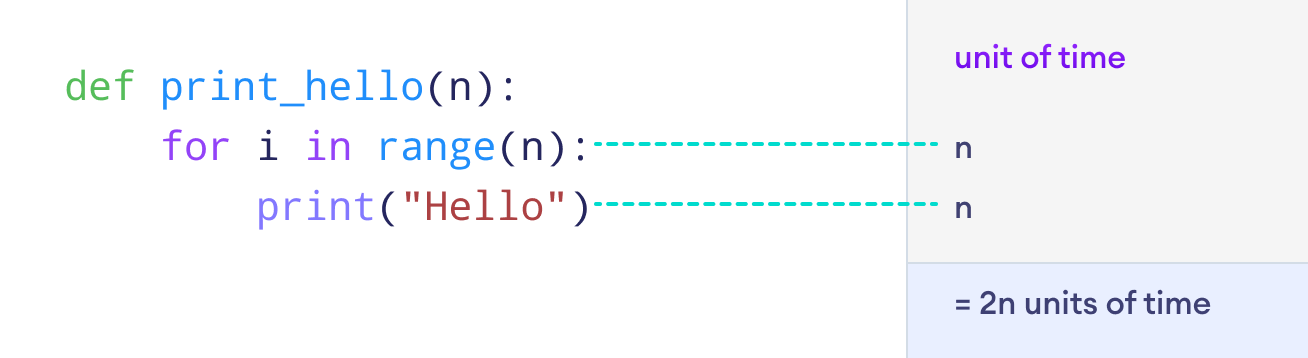 unit of time
def print_hello(n):
    for i in range(n): n
        print("Hello") n
= 2n units of time